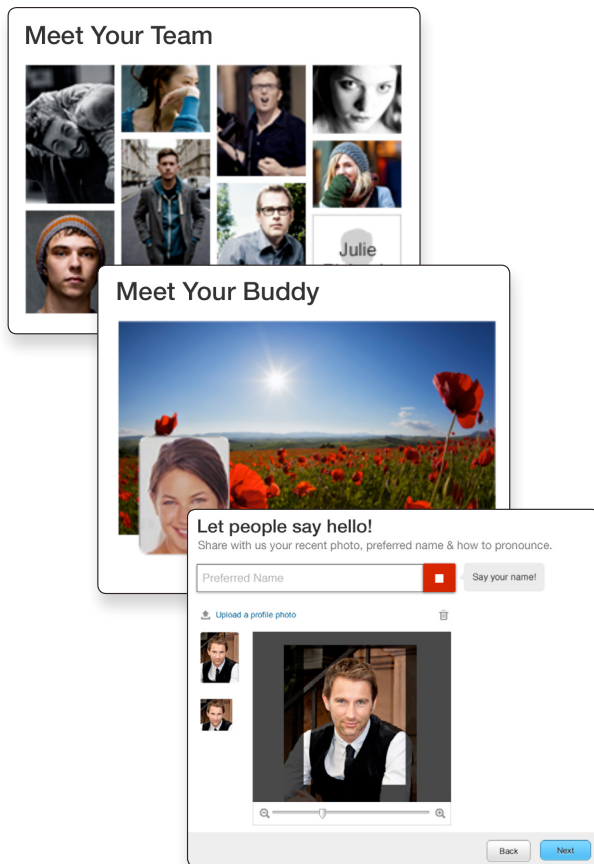 Meet Your Team
Julie
Meet Your Buddy
Let people say hello!
Share with us your recent photo, preferred name & how to pronounce.
Preferred Name
Say your name!
Upload a profile photo
Back
Next